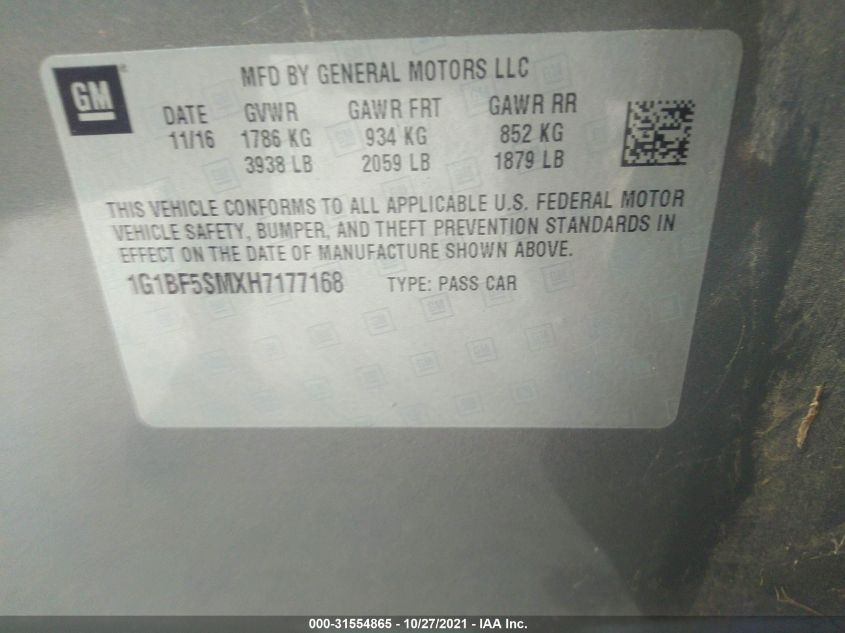 GM
MFD BY GENERAL MOTORS LLC
DATE GVWR GAWR FRT GAWR RR
11/16 1786 KG 934 KG 852 KG
3938 LB 2059 LB 1879 LB
THIS VEHICLE CONFORMS TO ALL APPLICABLE U.S. FEDERAL MOTOR
VEHICLE SAFETY, BUMPER, AND THEFT PREVENTION STANDARDS IN
EFFECT ON THE DATE OF MANUFACTURE SHOWN ABOVE.
1G1BF5SMXH7177168 TYPE: PASS CAR
000-31554865 - 10/27/2021 - IAA Inc.